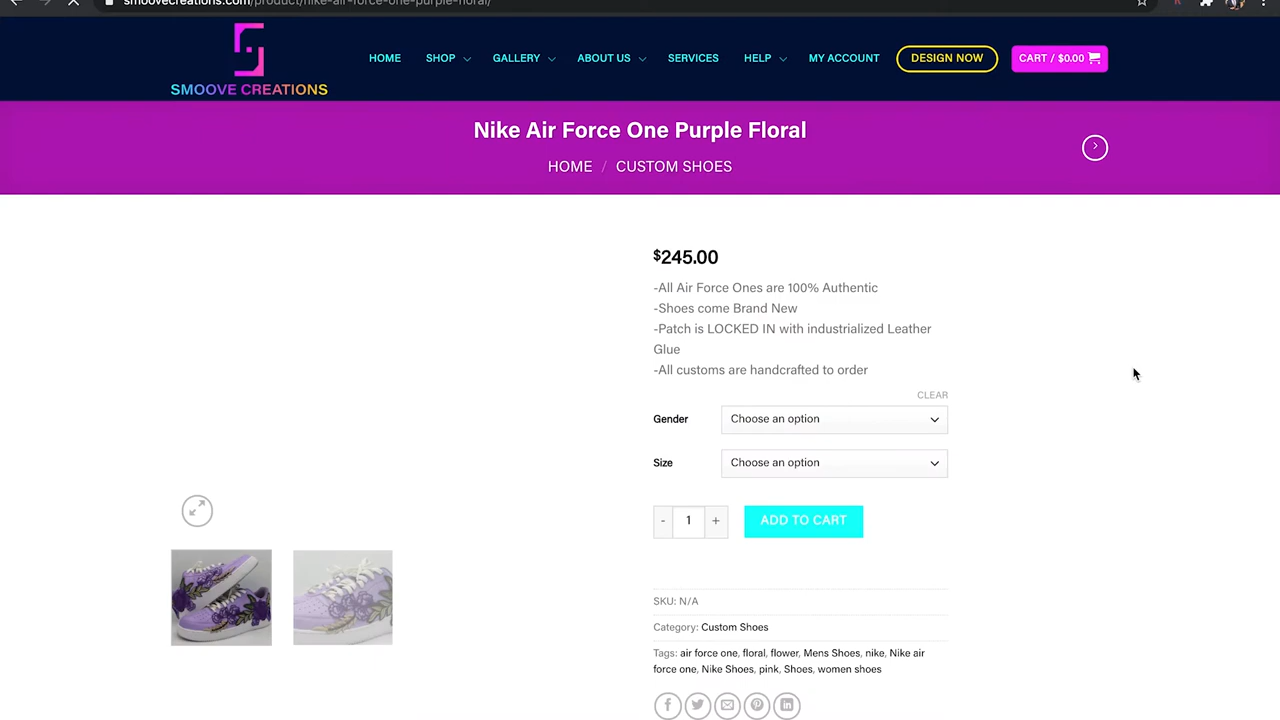 smoovecreations.com/product/nike-air-force-one-purple-floral/
SMOOVE CREATIONS
HOME SHOP GALLERY ABOUT US SERVICES HELP MY ACCOUNT DESIGN NOW CART / $0.00
Nike Air Force One Purple Floral
HOME / CUSTOM SHOES
$245.00
-All Air Force Ones are 100% Authentic
-Shoes come Brand New
-Patch is LOCKED IN with industrialized Leather
Glue
-All customs are handcrafted to order
CLEAR
Gender Choose an option
Size Choose an option
- 1 + ADD TO CART
SKU: N/A
Category: Custom Shoes
Tags: air force one, floral, flower, Mens Shoes, nike, Nike air
force one, Nike Shoes, pink, Shoes, women shoes